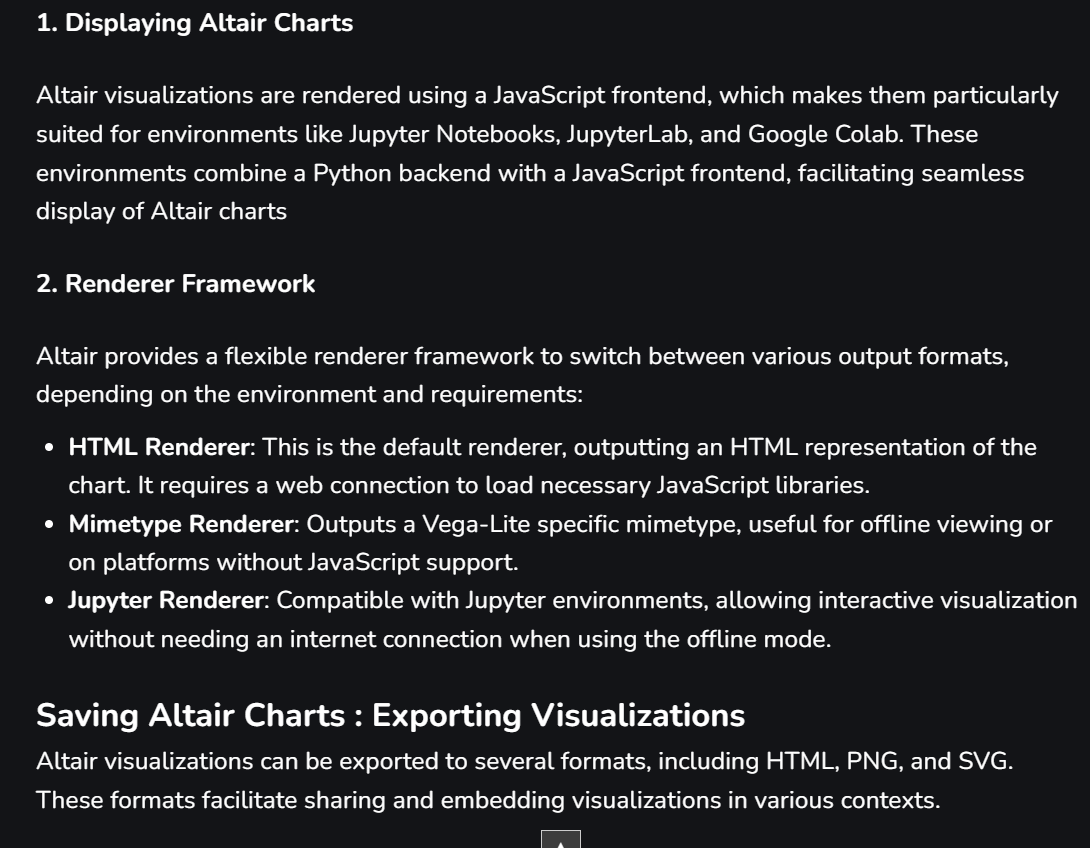 1. Displaying Altair Charts
Altair visualizations are rendered using a JavaScript frontend, which makes them particularly
suited for environments like Jupyter Notebooks, JupyterLab, and Google Colab. These
environments combine a Python backend with a JavaScript frontend, facilitating seamless
display of Altair charts
2. Renderer Framework
Altair provides a flexible renderer framework to switch between various output formats,
depending on the environment and requirements:
• HTML Renderer: This is the default renderer, outputting an HTML representation of the
chart. It requires a web connection to load necessary JavaScript libraries.
• Mimetype Renderer: Outputs a Vega-Lite specific mimetype, useful for offline viewing or
on platforms without JavaScript support.
• Jupyter Renderer: Compatible with Jupyter environments, allowing interactive visualization
without needing an internet connection when using the offline mode.
Saving Altair Charts : Exporting Visualizations
Altair visualizations can be exported to several formats, including HTML, PNG, and SVG.
These formats facilitate sharing and embedding visualizations in various contexts.